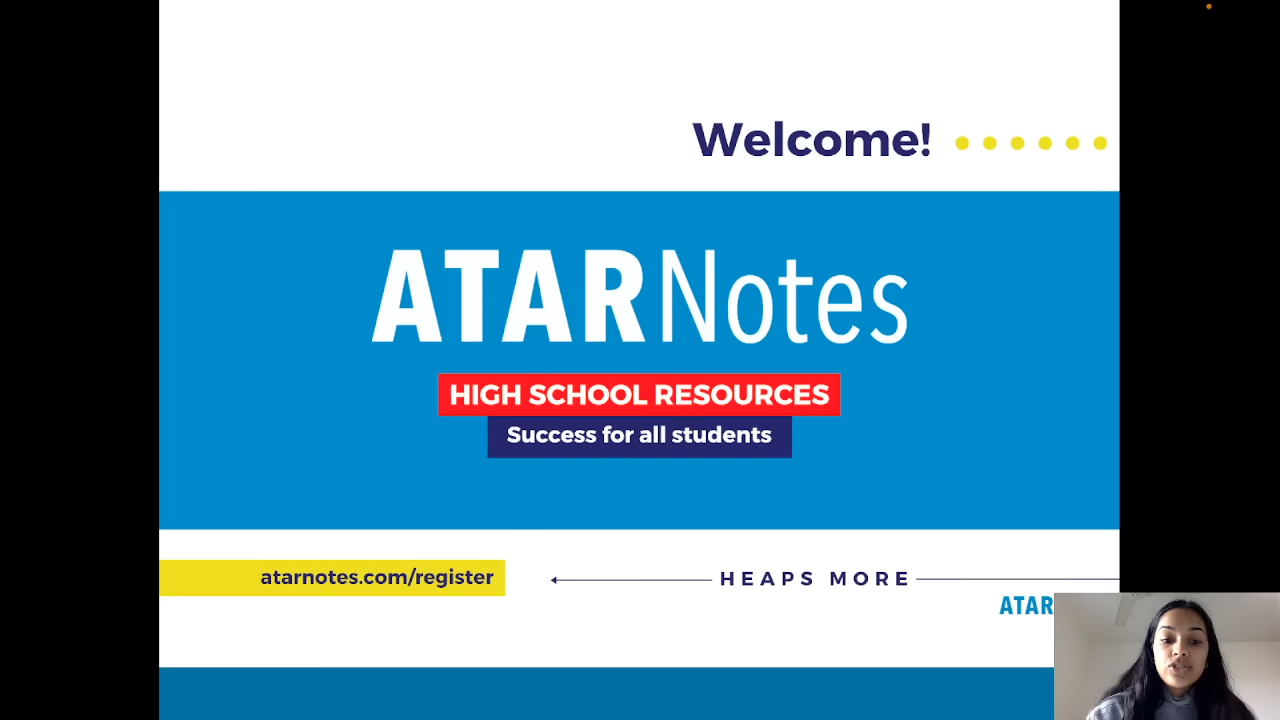 Welcome!
ATARNotes
HIGH SCHOOL RESOURCES
Success for all students
atarnotes.com/register
HEAPS MORE
ATAR